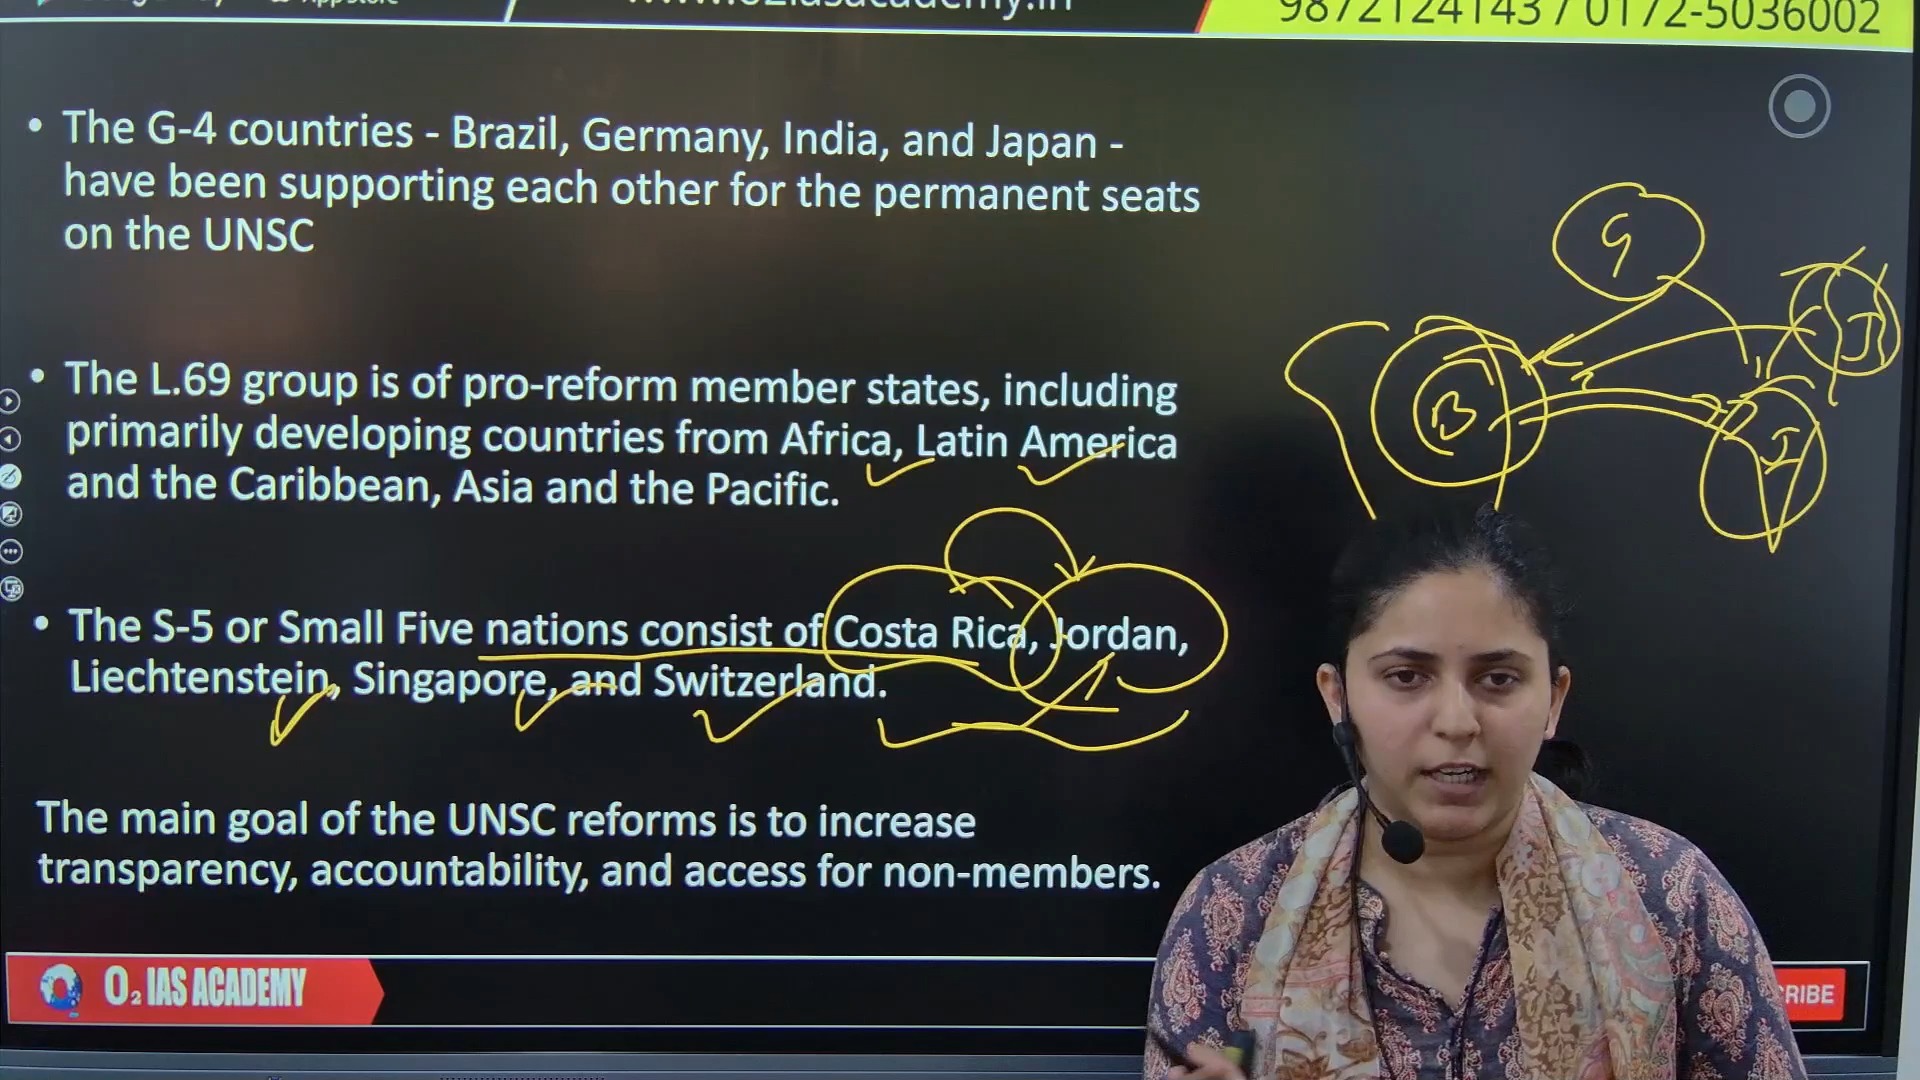 9872124143 / 0172-5036002
• The G-4 countries - Brazil, Germany, India, and Japan -
have been supporting each other for the permanent seats
on the UNSC
G
J
B
I
• The L.69 group is of pro-reform member states, including
primarily developing countries from Africa, Latin America
and the Caribbean, Asia and the Pacific.
• The S-5 or Small Five nations consist of Costa Rica, Jordan,
Liechtenstein, Singapore, and Switzerland.
The main goal of the UNSC reforms is to increase
transparency, accountability, and access for non-members.
O₂ IAS ACADEMY
RIBE